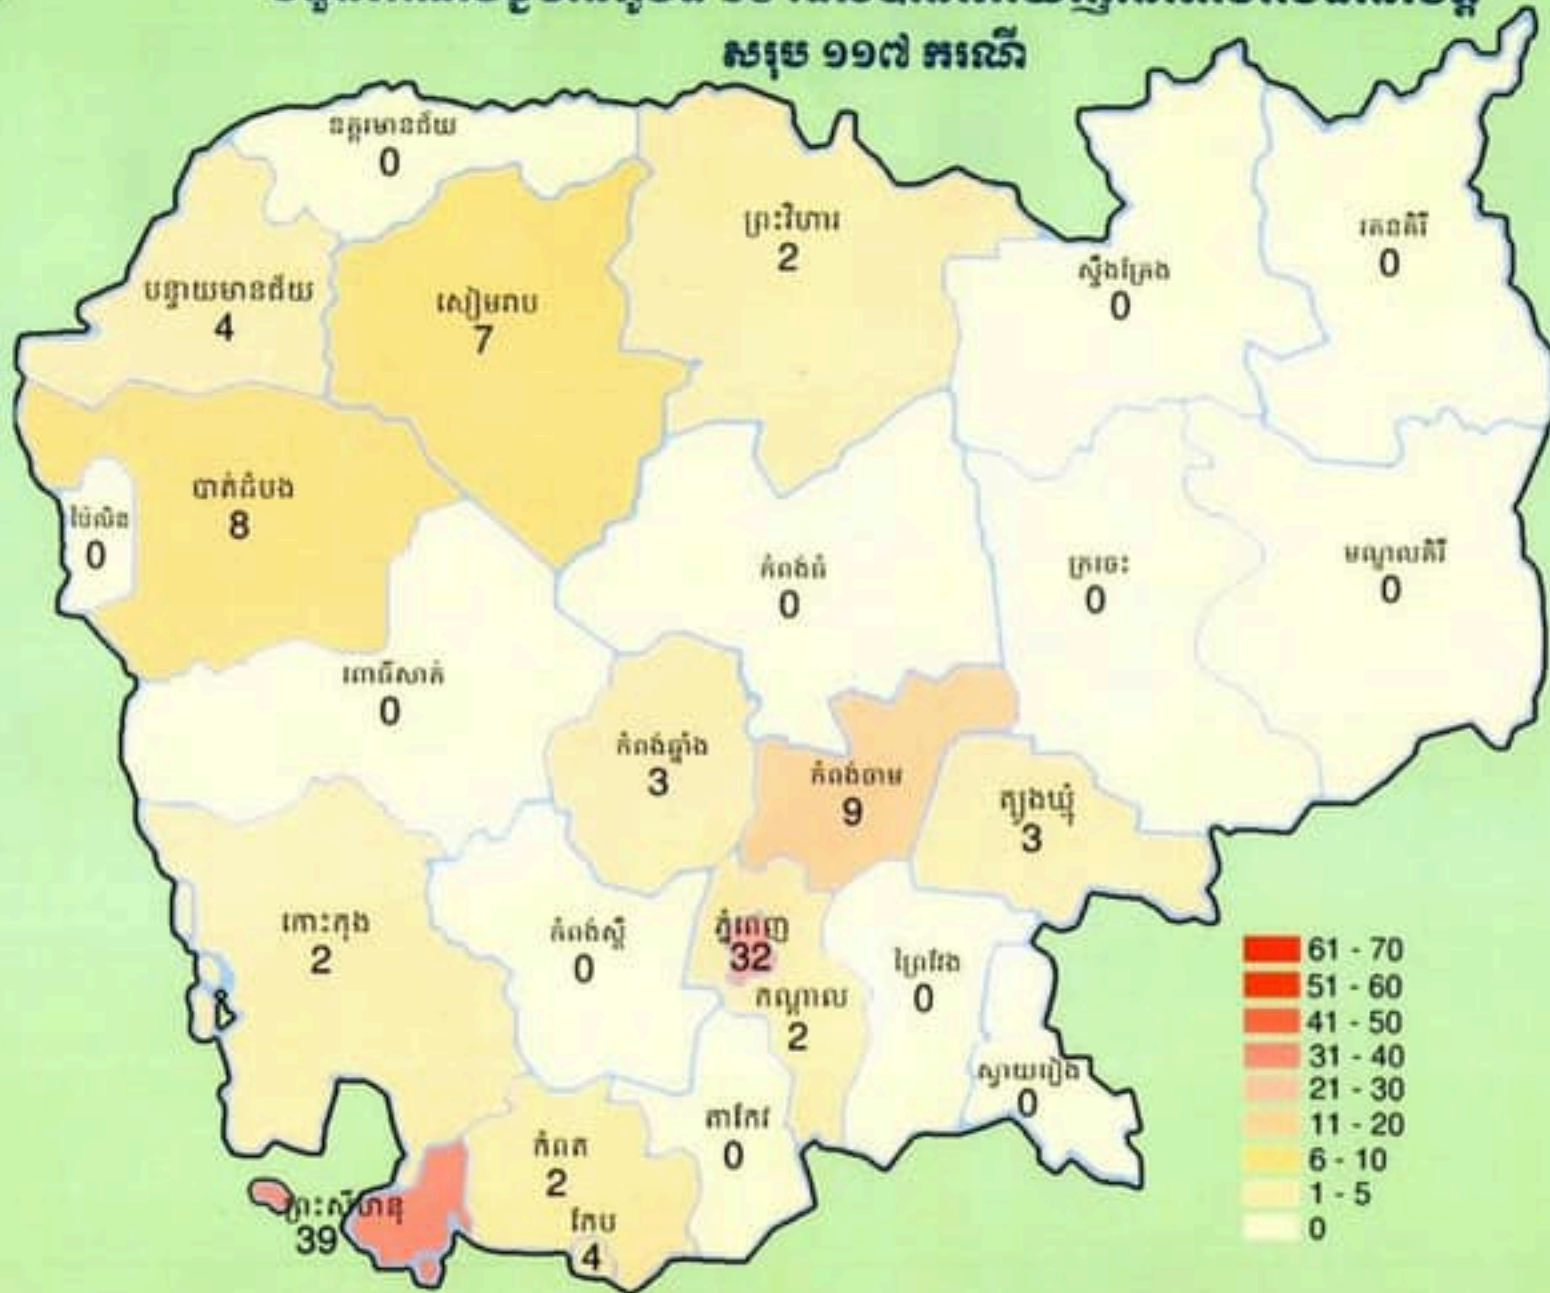 សរុប ១១៧ ករណី
ឧត្តរមានជ័យ
0
ព្រះវិហារ
2
រតនគិរី
0
ស្ទឹងត្រែង
0
បន្ទាយមានជ័យ
4
សៀមរាប
7
បាត់ដំបង
8
ប៉ៃលិន
0
កំពង់ធំ
0
ក្រចេះ
0
មណ្ឌលគិរី
0
ពោធិ៍សាត់
0
កំពង់ឆ្នាំង
3
កំពង់ចាម
9
ត្បូងឃ្មុំ
3
កោះកុង
2
កំពង់ស្ពឺ
0
ភ្នំពេញ
32
ព្រៃវែង
0
កណ្តាល
2
ស្វាយរៀង
0
តាកែវ
0
កំពត
2
កែប
4
ព្រះសីហនុ
39
61 - 70
51 - 60
41 - 50
31 - 40
21 - 30
11 - 20
6 - 10
1 - 5
0